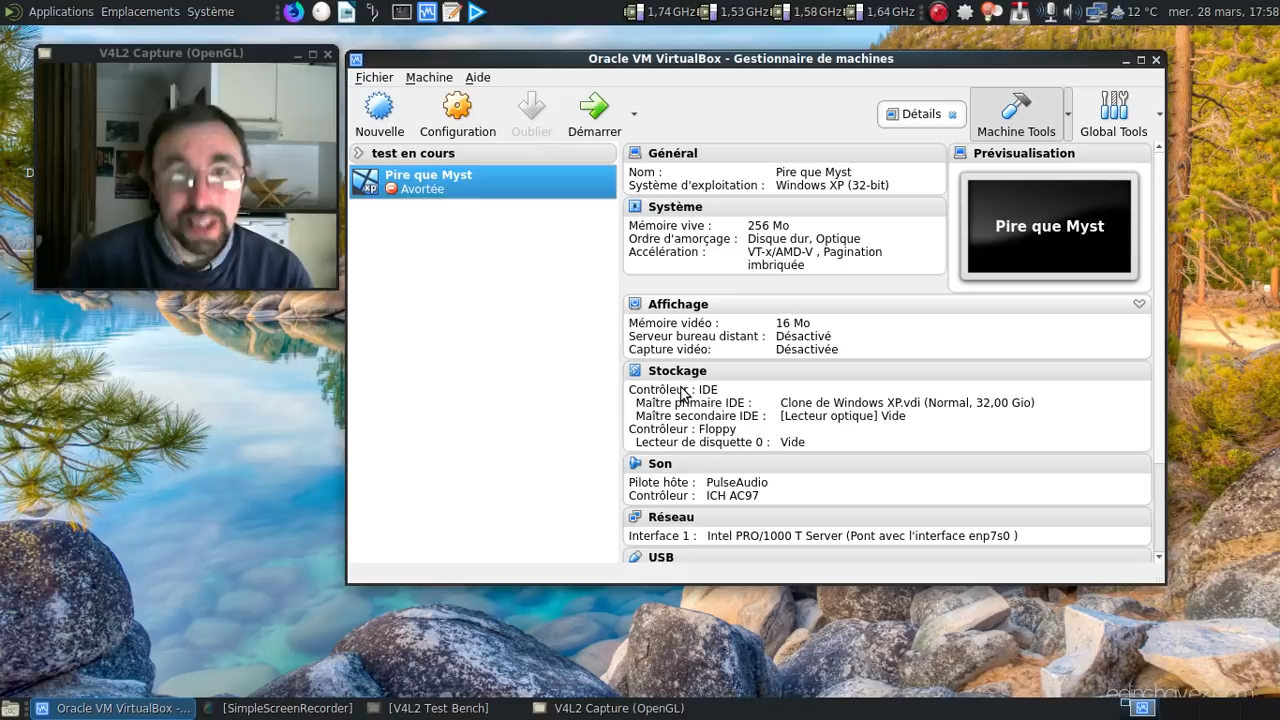 Applications Emplacements Système 1,74 GHz 1,53 GHz 1,58 GHz 1,64 GHz 12 °C mer. 28 mars, 17:58
V4L2 Capture (OpenGL)
Oracle VM VirtualBox - Gestionnaire de machines
Fichier Machine Aide
Nouvelle Configuration Oublier Démarrer Détails Machine Tools Global Tools
test en cours
Pire que Myst
Avortée
XP
Général
Nom : Pire que Myst
Système d'exploitation : Windows XP (32-bit)
Système
Mémoire vive : 256 Mo
Ordre d'amorçage : Disque dur, Optique
Accélération : VT-x/AMD-V , Pagination
imbriquée
Prévisualisation
Pire que Myst
Affichage
Mémoire vidéo : 16 Mo
Serveur bureau distant : Désactivé
Capture vidéo: Désactivée
Stockage
Contrôleur : IDE
Maître primaire IDE : Clone de Windows XP.vdi (Normal, 32,00 Gio)
Maître secondaire IDE : [Lecteur optique] Vide
Contrôleur : Floppy
Lecteur de disquette 0 : Vide
Son
Pilote hôte : PulseAudio
Contrôleur : ICH AC97
Réseau
Interface 1 : Intel PRO/1000 T Server (Pont avec l'interface enp7s0 )
USB
Oracle VM VirtualBox -... [SimpleScreenRecorder] [V4L2 Test Bench] V4L2 Capture (OpenGL)